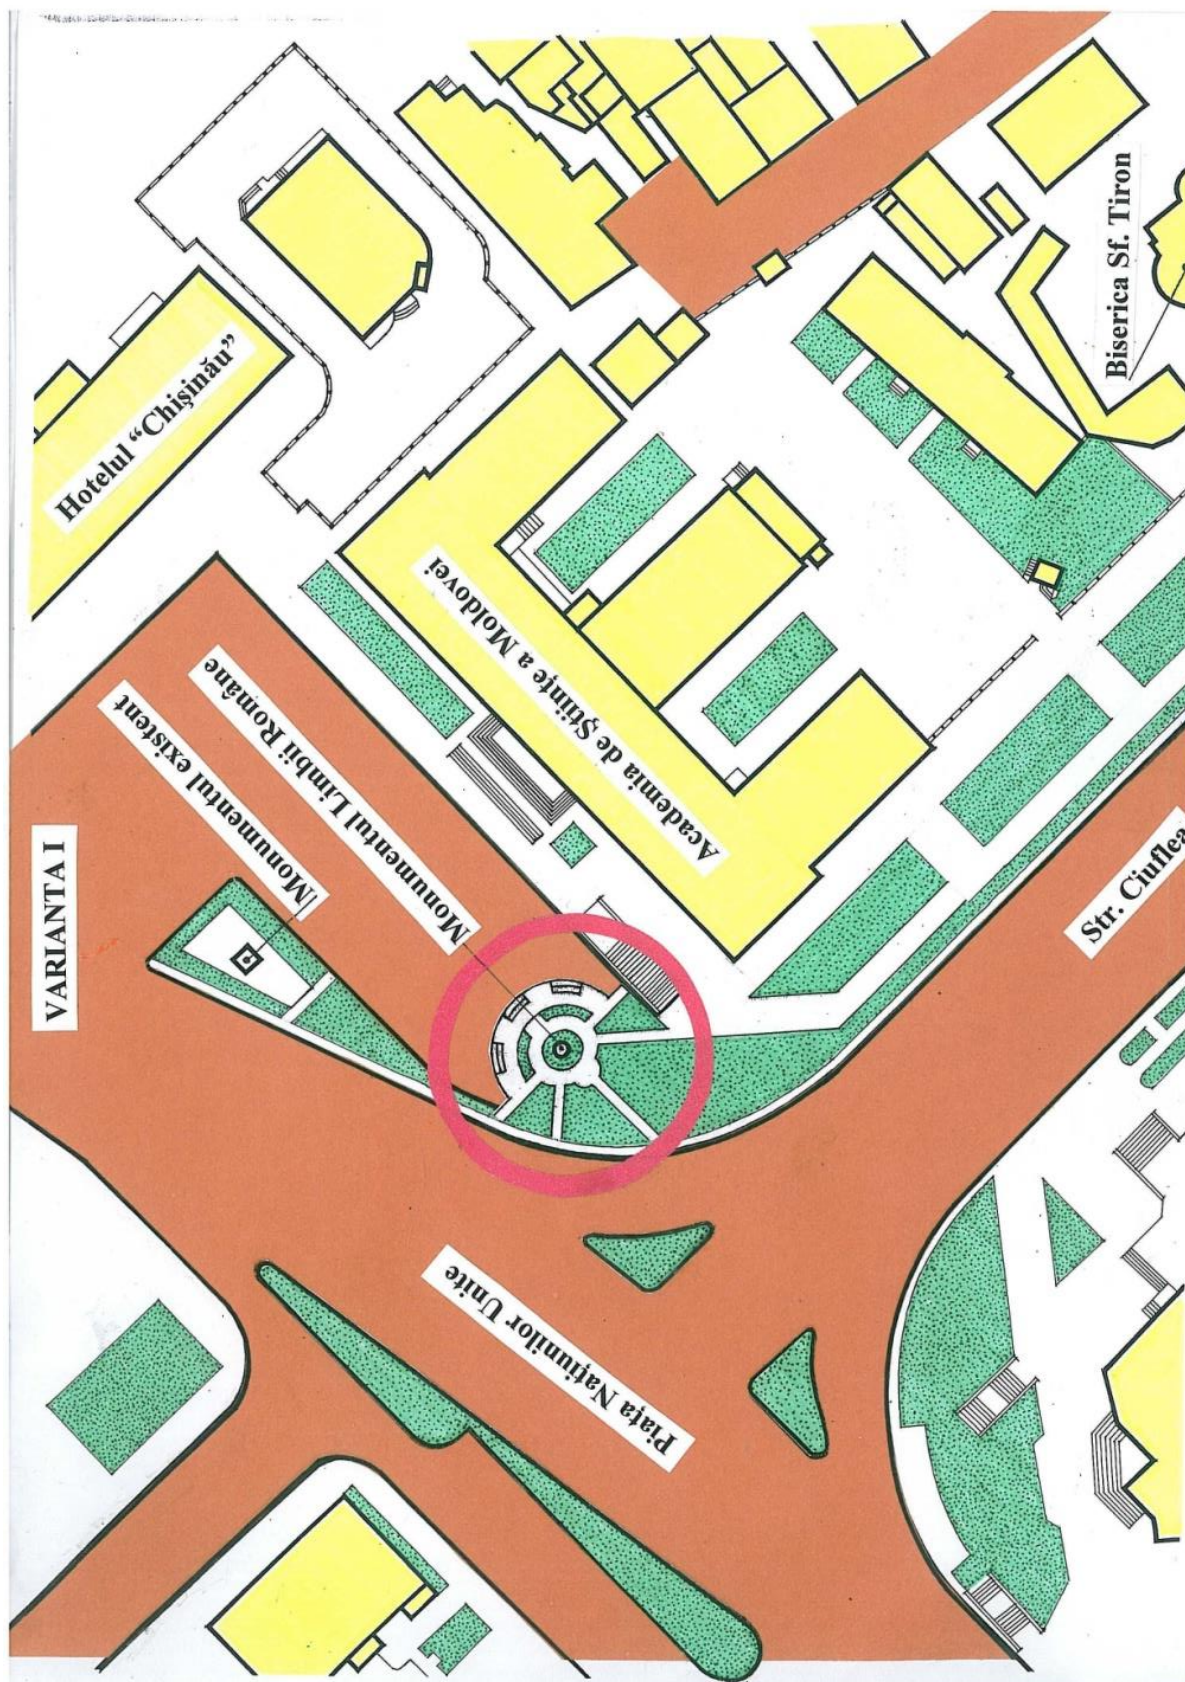 VARIANTA I
Hotelul “Chişinău”
Monumentul existent
Monumentul Limbii Române
Academia de Ştiinţe a Moldovei
Biserica Sf. Tiron
Str. Ciuflea
Piaţa Naţiunilor Unite